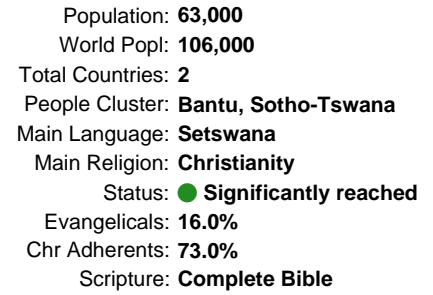 Population: 63,000
World Popl: 106,000
Total Countries: 2
People Cluster: Bantu, Sotho-Tswana
Main Language: Setswana
Main Religion: Christianity
Status: Significantly reached
Evangelicals: 16.0%
Chr Adherents: 73.0%
Scripture: Complete Bible